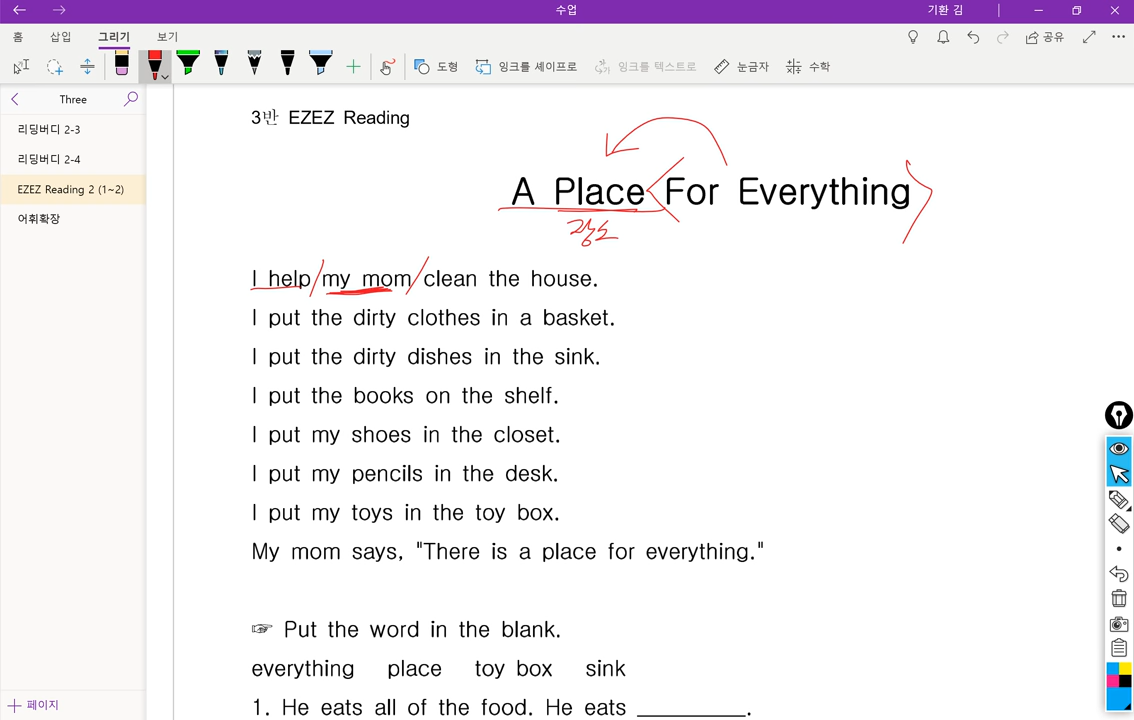 수업
기환 김
홈 삽입 그리기 보기
공유
도형 잉크를 셰이프로 잉크를 텍스트로 눈금자 수학
Three
리딩버디 2-3
리딩버디 2-4
EZEZ Reading 2 (1~2)
어휘확장
페이지
3반 EZEZ Reading
A Place For Everything
장소
I help my mom clean the house.
I put the dirty clothes in a basket.
I put the dirty dishes in the sink.
I put the books on the shelf.
I put my shoes in the closet.
I put my pencils in the desk.
I put my toys in the toy box.
My mom says, "There is a place for everything."
☞ Put the word in the blank.
everything place toy box sink
1. He eats all of the food. He eats _________.